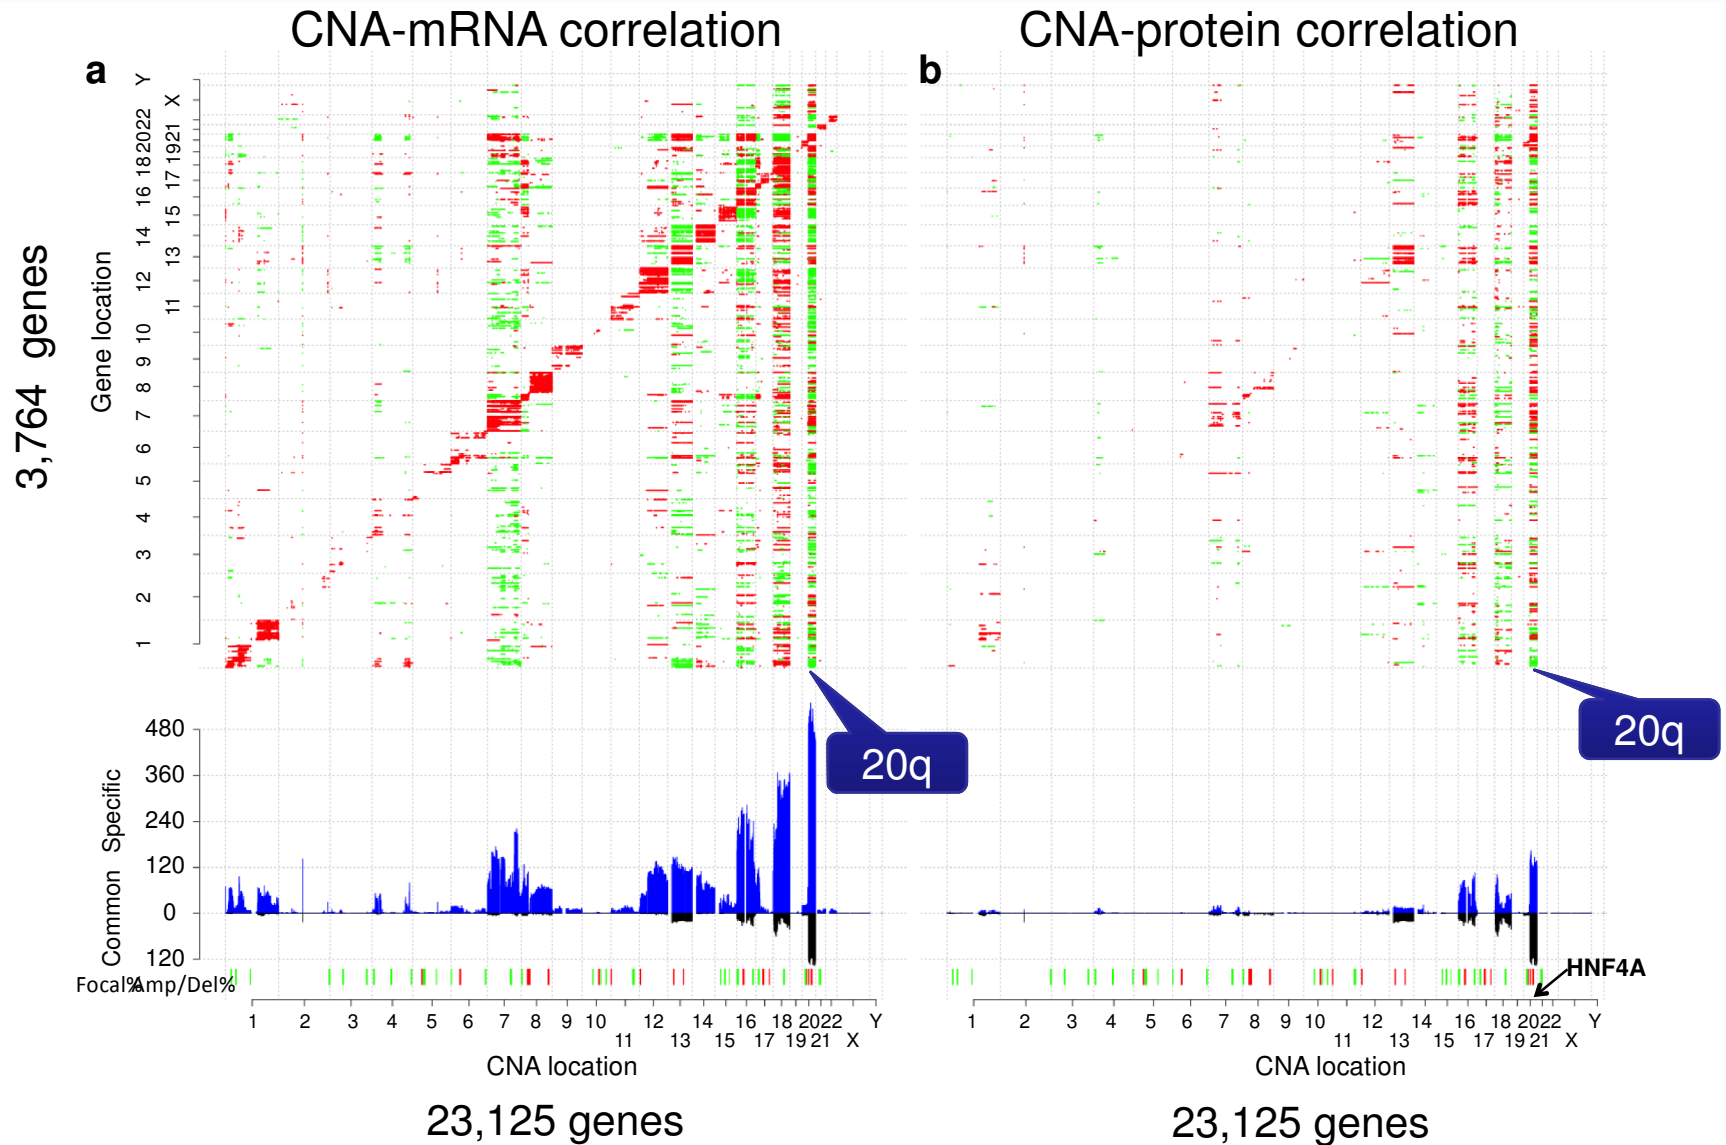 CNA-mRNA correlation
CNA-protein correlation
a
b
3,764 genes
Gene location
Y
X
2022
1921
18
17
16
15
14
13
12
11
10
9
8
7
6
5
4
3
2
1
20q
20q
480
360
240
120
0
120
Common Specific
Focal%Amp/Del%
HNF4A
1 2 3 4 5 6 7 8 9 10 12 14 16 18 2022 Y
11 13 15 17 19 21 X
1 2 3 4 5 6 7 8 9 10 12 14 16 18 2022 Y
11 13 15 17 19 21 X
CNA location
CNA location
23,125 genes
23,125 genes